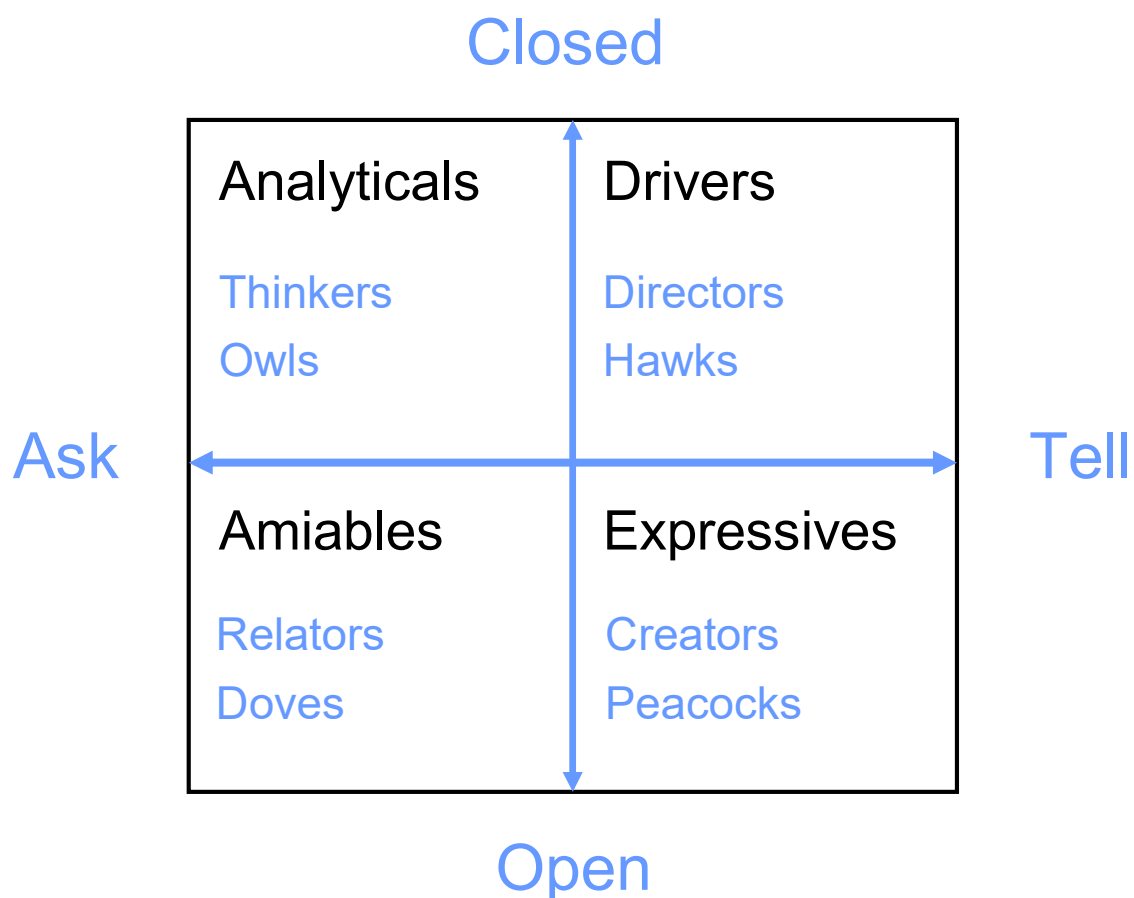 Closed
Analyticals
Drivers
Thinkers
Directors
Owls
Hawks
Ask
Tell
Amiables
Expressives
Relators
Creators
Doves
Peacocks
Open